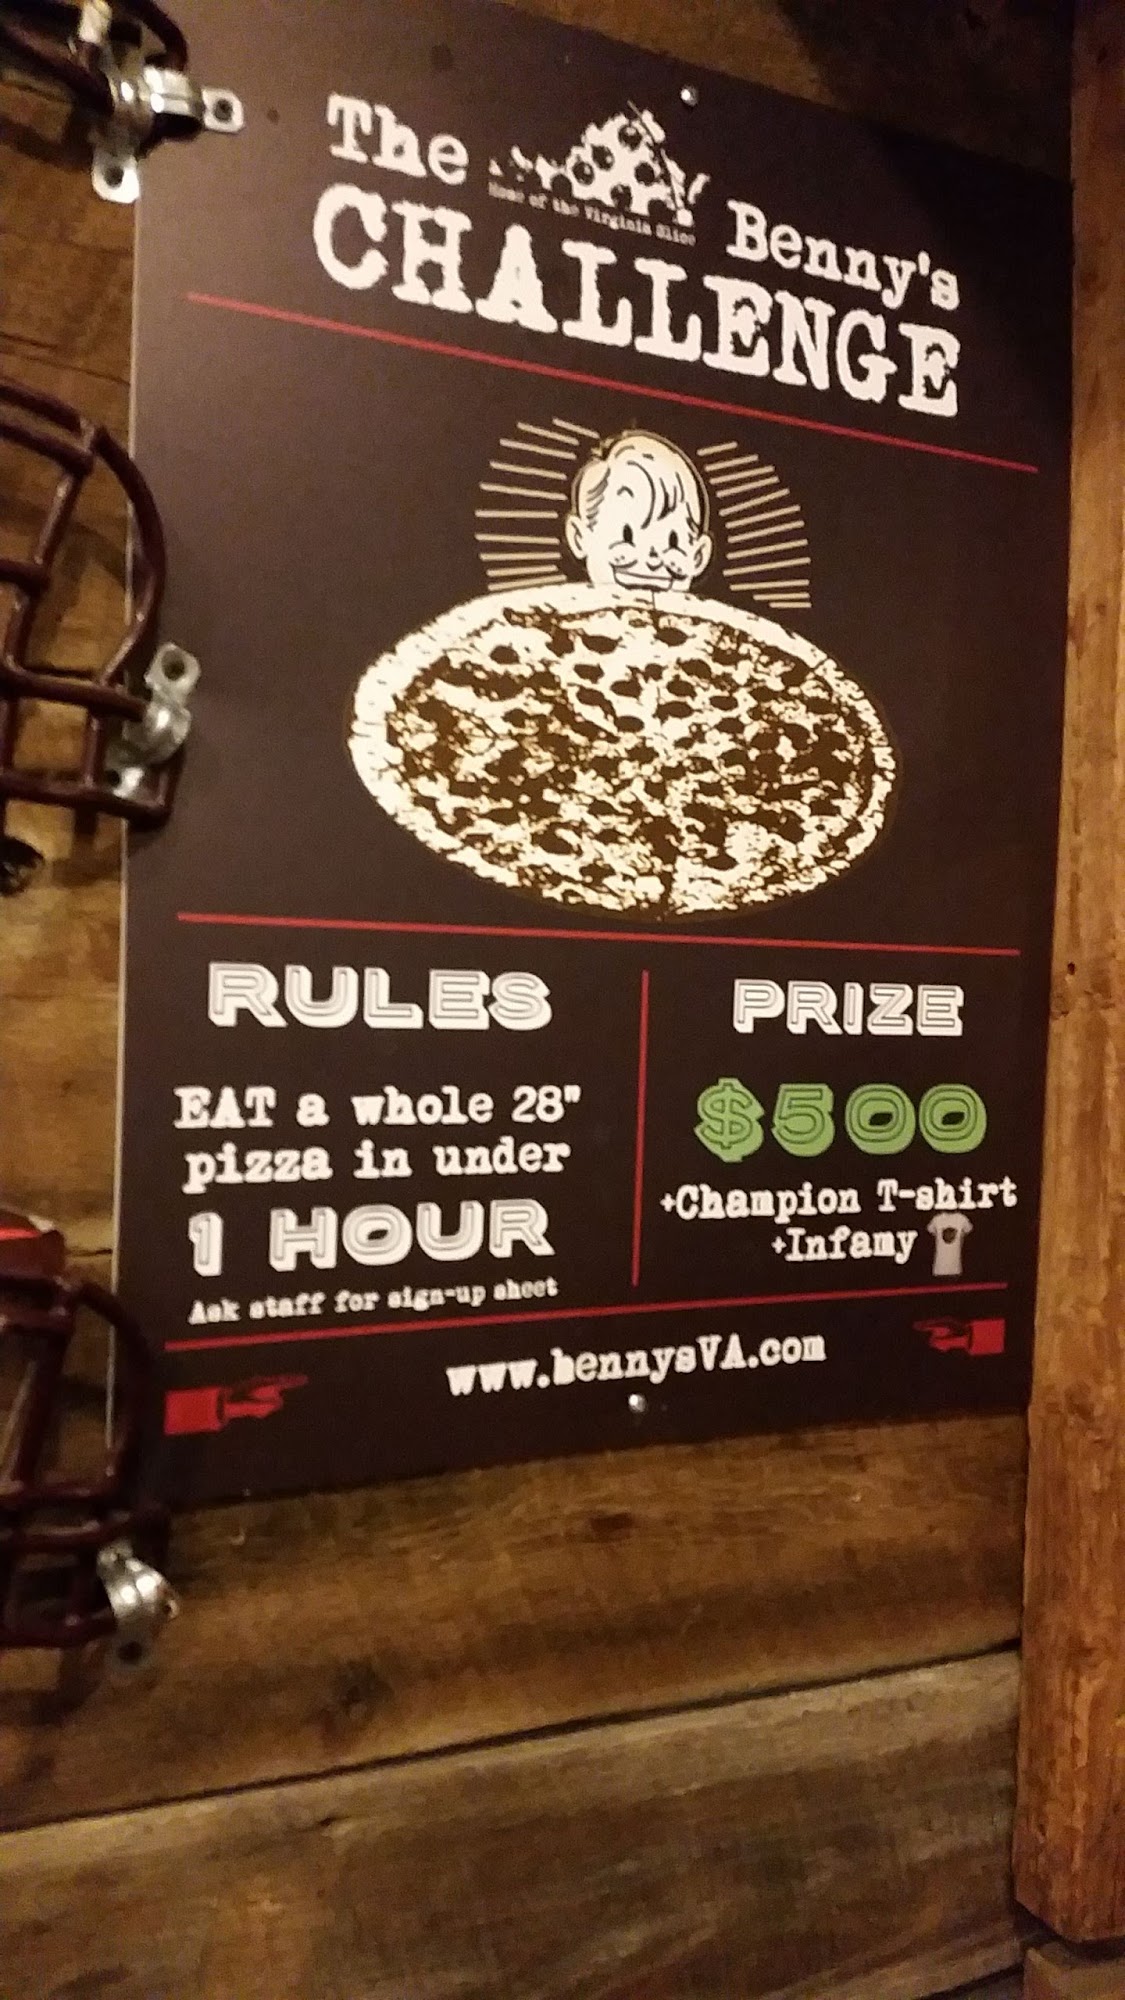 The Benny's
Home of the Virginia Slice
CHALLENGE
RULES
EAT a whole 28"
pizza in under
1 HOUR
Ask staff for sign-up sheet
PRIZE
$500
+Champion T-shirt
+Infamy
www.bennysVA.com